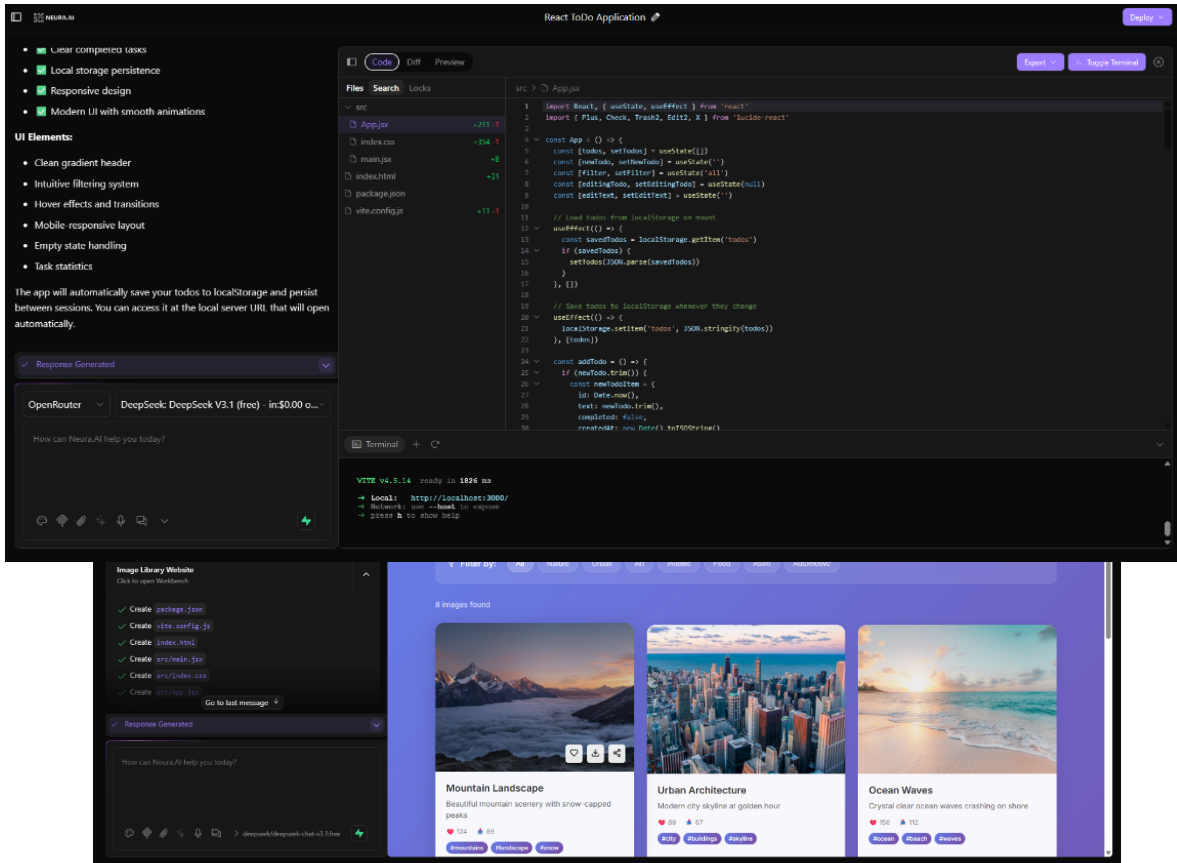 NEURA.AI
React ToDo Application
Deploy
Clear completed tasks
Local storage persistence
Responsive design
Modern UI with smooth animations
UI Elements:
Clean gradient header
Intuitive filtering system
Hover effects and transitions
Mobile-responsive layout
Empty state handling
Task statistics
The app will automatically save your todos to localStorage and persist
between sessions. You can access it at the local server URL that will open
automatically.
Response Generated
OpenRouter
DeepSeek: DeepSeek V3.1 (free) - in:$0.00 o...
How can Neura.AI help you today?
Code Diff Preview
Export
Toggle Terminal
Files Search Locks
src
App.jsx +211 -1
index.css +354 -1
main.jsx +8
index.html +31
package.json
vite.config.js +11 -1
src > App.jsx
1 import React, { useState, useEffect } from 'react'
2 import { Plus, Check, Trash2, Edit2, X } from 'lucide-react'
3
4 const App = () => {
5 const [todos, setTodos] = useState([])
6 const [newTodo, setNewTodo] = useState('')
7 const [filter, setFilter] = useState('all')
8 const [editingTodo, setEditingTodo] = useState(null)
9 const [editText, setEditText] = useState('')
10
11 // Load todos from localStorage on mount
12 useEffect(() => {
13 const savedTodos = localStorage.getItem('todos')
14 if (savedTodos) {
15 setTodos(JSON.parse(savedTodos))
16 }
17 }, [])
18
19 // Save todos to localStorage whenever they change
20 useEffect(() => {
21 localStorage.setItem('todos', JSON.stringify(todos))
22 }, [todos])
23
24 const addTodo = () => {
25 if (newTodo.trim()) {
26 const newTodoItem = {
27 id: Date.now(),
28 text: newTodo.trim(),
29 completed: false,
30 createdAt: new Date().toISOString()
Terminal
VITE v4.5.14 ready in 1826 ms
➜ Local: http://localhost:3000/
➜ Network: use --host to expose
➜ press h to show help
Image Library Website
Click to open Workbench
Create package.json
Create vite.config.js
Create index.html
Create src/main.jsx
Create src/index.css
Create src/App.jsx
Go to last message
Response Generated
How can Neura.AI help you today?
deepseek/deepseek-chat-v3.1:free
Filter by: All Nature Urban Art Wildlife Food Astro Automotive
8 images found
Mountain Landscape
Beautiful mountain scenery with snow-capped
peaks
124 89
#mountains #landscape #snow
Urban Architecture
Modern city skyline at golden hour
89 67
#city #buildings #skyline
Ocean Waves
Crystal clear ocean waves crashing on shore
156 112
#ocean #beach #waves